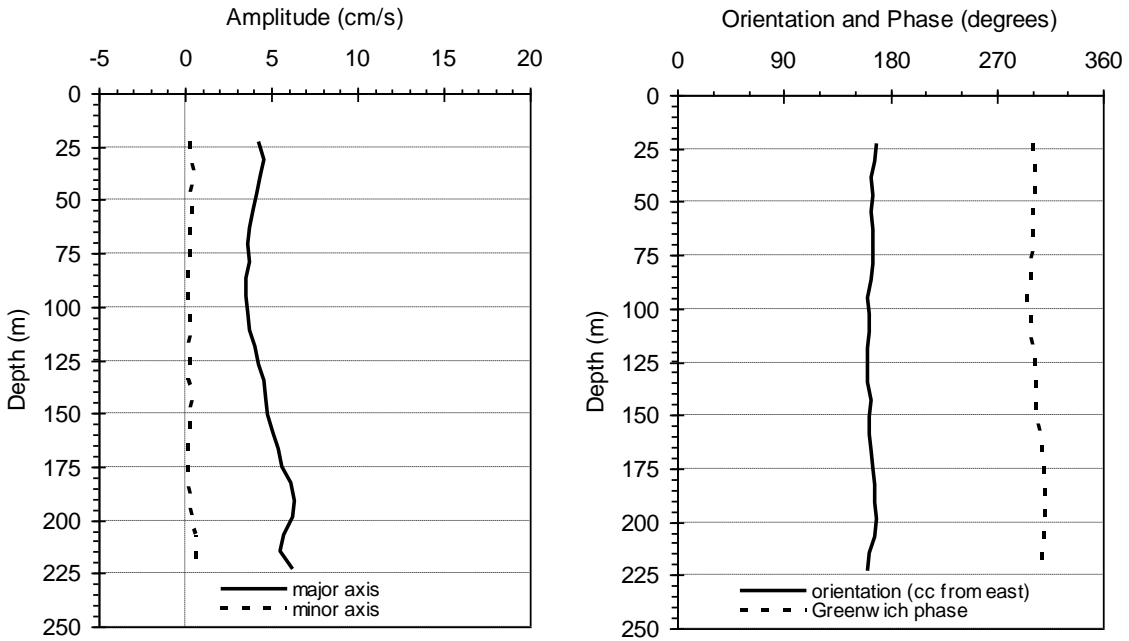 Amplitude (cm/s)
-5 0 5 10 15 20
0
25
50
75
100
125
150
175
200
225
250
Depth (m)
major axis
minor axis
Orientation and Phase (degrees)
0 90 180 270 360
0
25
50
75
100
125
150
175
200
225
250
Depth (m)
orientation (cc from east)
Greenwich phase